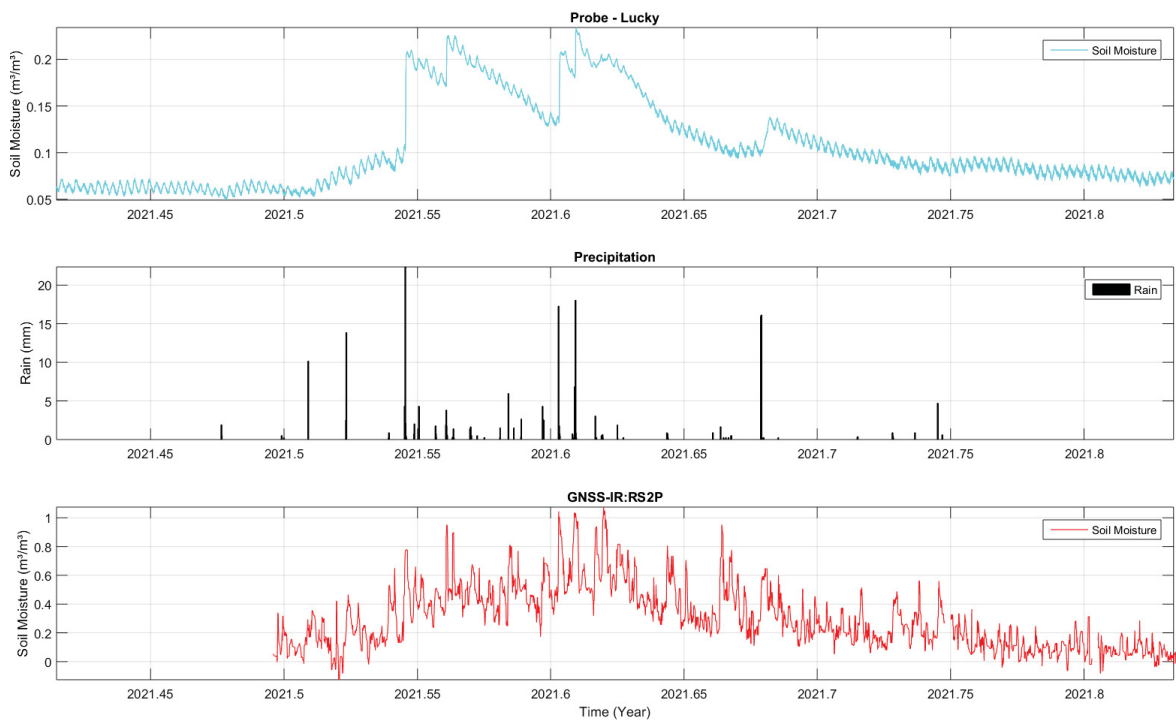 Probe - Lucky
Soil Moisture (m³/m³)
0.2
0.15
0.1
0.05
Soil Moisture
2021.45 2021.5 2021.55 2021.6 2021.65 2021.7 2021.75 2021.8
Precipitation
Rain (mm)
20
15
10
5
0
Rain
2021.45 2021.5 2021.55 2021.6 2021.65 2021.7 2021.75 2021.8
GNSS-IR:RS2P
Soil Moisture (m³/m³)
1
0.8
0.6
0.4
0.2
0
Soil Moisture
2021.45 2021.5 2021.55 2021.6 2021.65 2021.7 2021.75 2021.8
Time (Year)